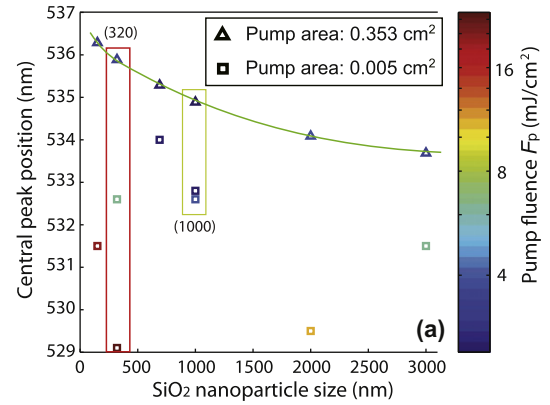 537
536
535
534
533
532
531
530
529
Central peak position (nm)
(320)
Pump area: 0.353 cm²
Pump area: 0.005 cm²
(1000)
(a)
0 500 1000 1500 2000 2500 3000
SiO₂ nanoparticle size (nm)
16
8
4
Pump fluence Fₚ (mJ/cm²)